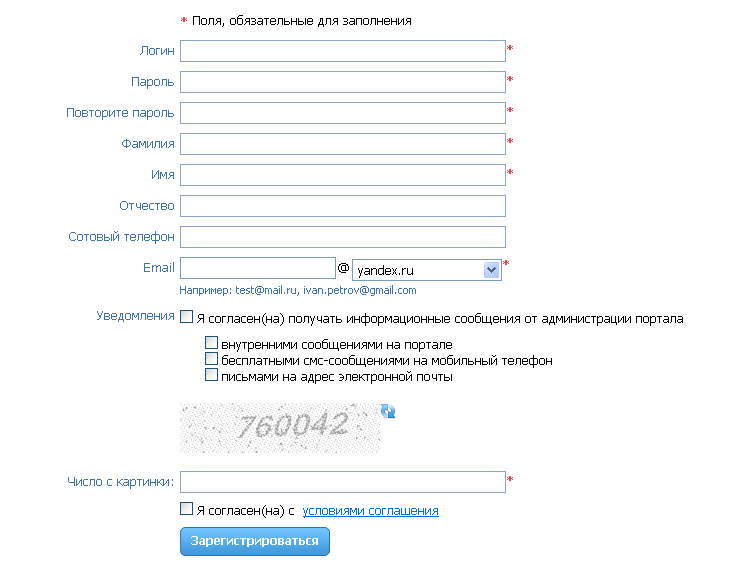 * Поля, обязательные для заполнения
Логин *
Пароль *
Повторите пароль *
Фамилия *
Имя *
Отчество
Сотовый телефон
Email @ yandex.ru *
Например: test@mail.ru, ivan.petrov@gmail.com
Уведомления Я согласен(на) получать информационные сообщения от администрации портала
внутренними сообщениями на портале
бесплатными смс-сообщениями на мобильный телефон
письмами на адрес электронной почты
760042
Число с картинки: *
Я согласен(на) с условиями соглашения
Зарегистрироваться